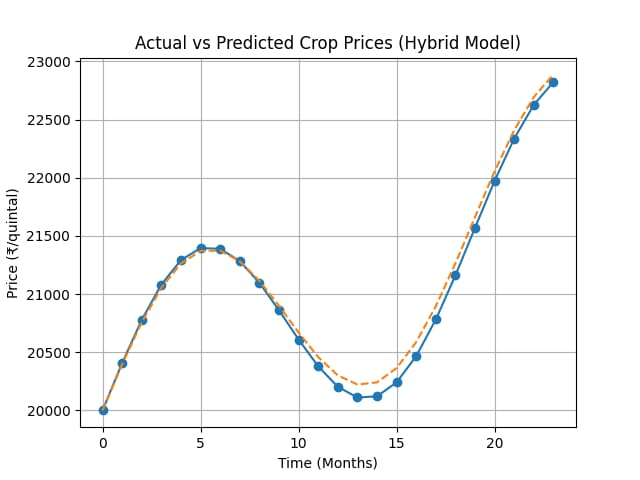 Actual vs Predicted Crop Prices (Hybrid Model)
Price (₹/quintal)
23000
22500
22000
21500
21000
20500
20000
0 5 10 15 20
Time (Months)